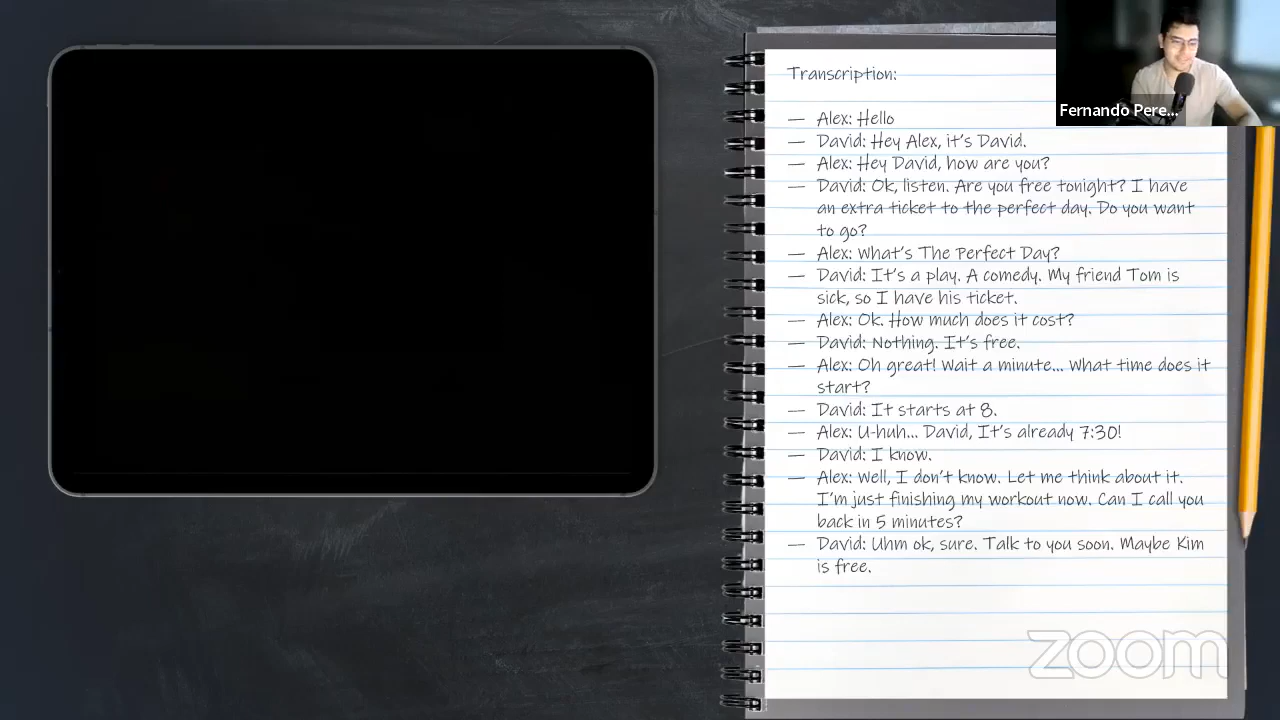 Transcription:
— Alex: Hello
— David: Hey Alex, it's David.
— Alex: Hey David, how are you?
— David: Ok, listen. Are you free tonight? I have
an extra ticket to the perfect day. Do you want
to go?
— Alex: What's The Perfect Day?
— David: It's a play. A comedy. My friend Tom is
sick, so I have his ticket.
— Alex: Ok. How much does it cost?
— David: Nothing. It's free.
— Alex: Oh great! Wait a minute... What time does it
start?
— David: It starts at 8.
— Alex: U-huh... David, It's already 7:30!
— David: I know.
— Alex: Well, I don't know. Let me think about it.
I'm just finishing my workout now. Can I call you
back in 5 minutes?
— David: Uhm ok, sure. Talk to you soon. Maybe Kim
is free.
Fernando Pere...
zoom